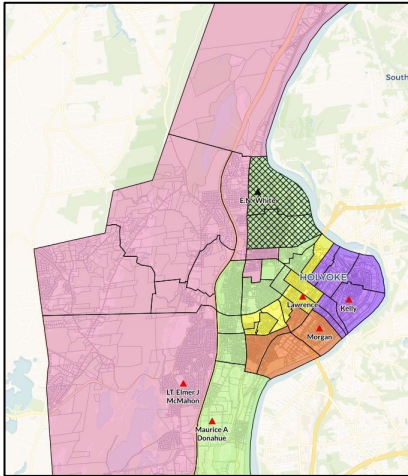 South
E.N. White
HOLYOKE
Lawrence
Kelly
Morgan
LT Elmer J
McMahon
Maurice A
Donahue